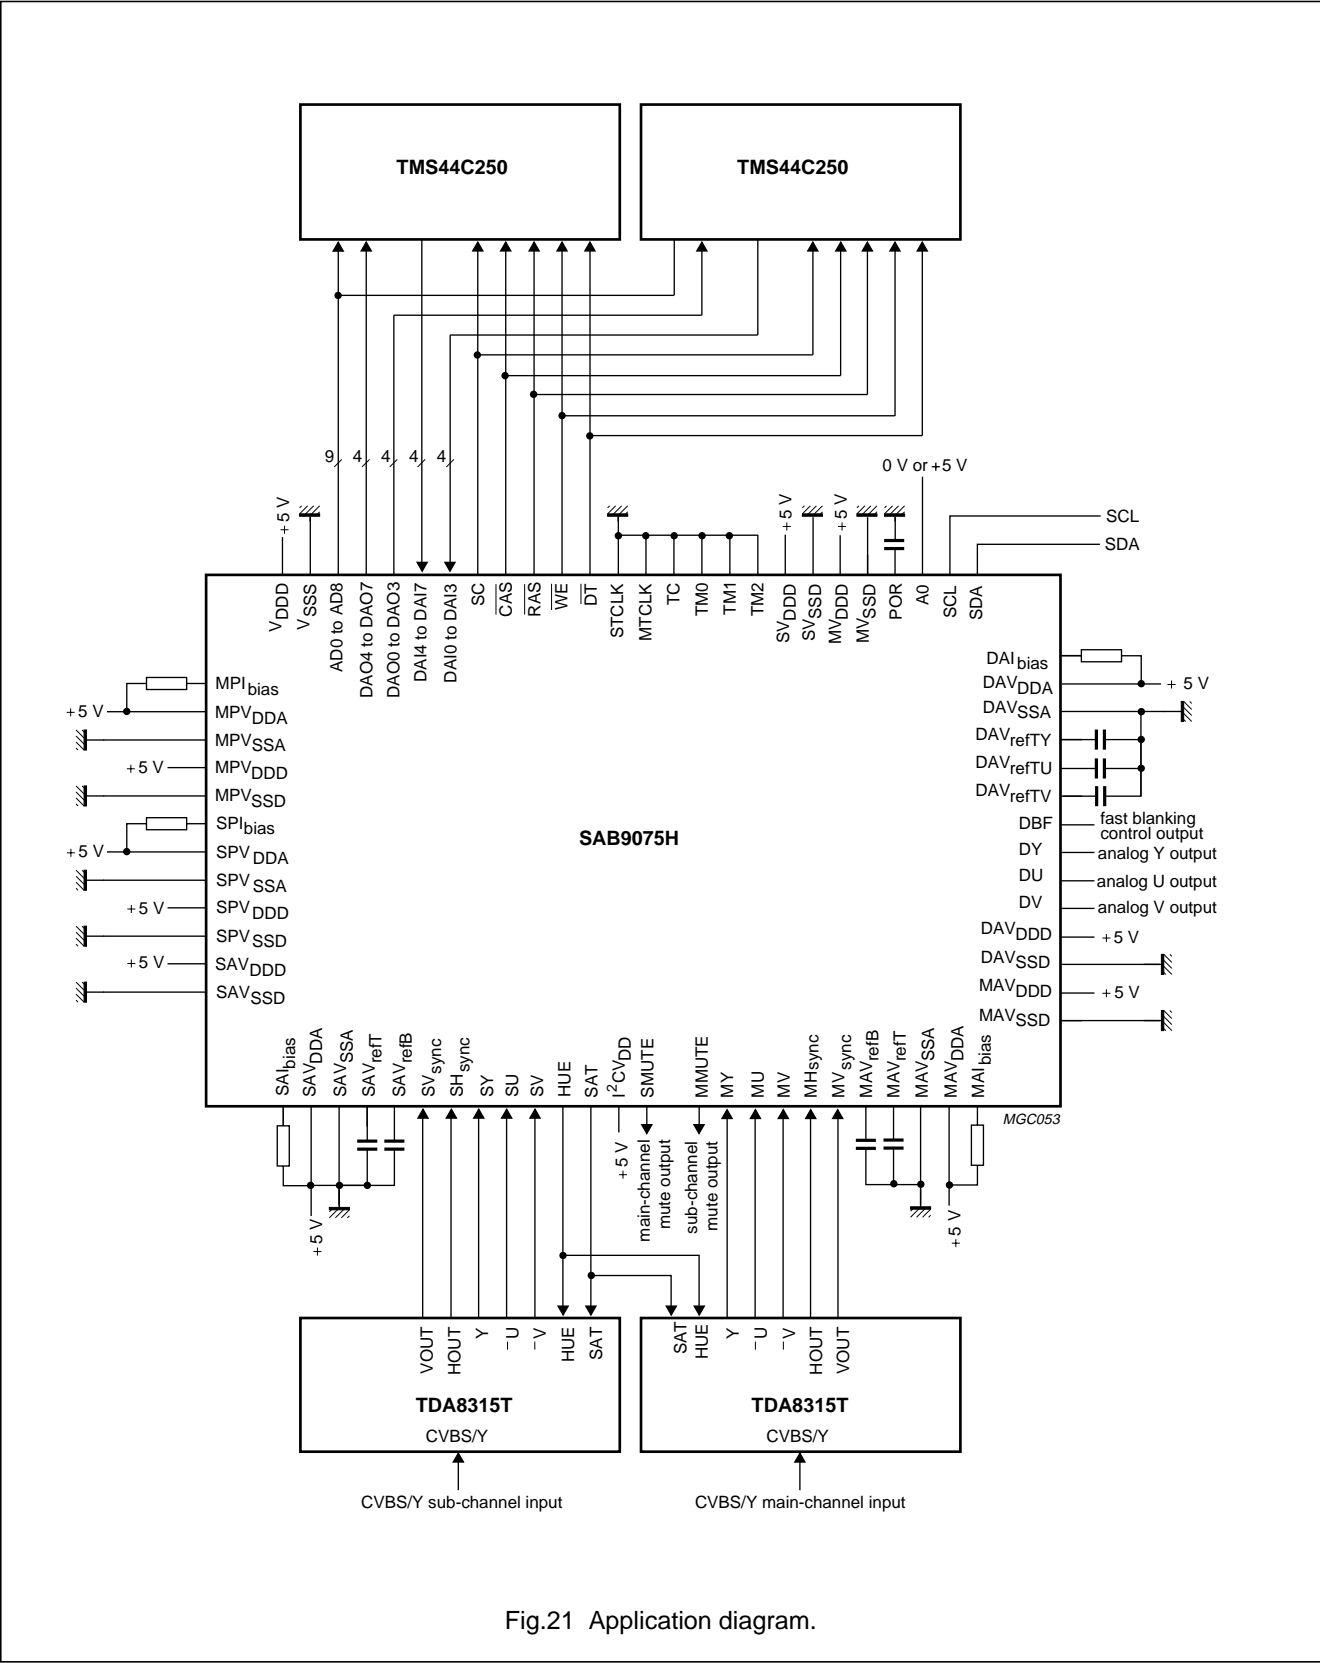 TMS44C250
TMS44C250
9
4
4
4
4
0 V or +5 V
SCL
SDA
+5 V
+5 V
+5 V
VDDD
VSSS
AD0 to AD8
DAO4 to DAO7
DAO0 to DAO3
DAI4 to DAI7
DAI0 to DAI3
SC
CAS
RAS
WE
DT
STCLK
MTCLK
TC
TM0
TM1
TM2
SVDDD
SVSSD
MVDDD
MVSSD
POR
A0
SCL
SDA
MPIbias
+5 V
MPVDDA
MPVSSA
+5 V
MPVDDD
MPVSSD
SPIbias
+5 V
SPVDDA
SPVSSA
+5 V
SPVDDD
SPVSSD
+5 V
SAVDDD
SAVSSD
SAB9075H
DAIbias
DAVDDA
+ 5 V
DAVSSA
DAVrefTY
DAVrefTU
DAVrefTV
DBF
fast blanking
control output
DY
analog Y output
DU
analog U output
DV
analog V output
DAVDDD
+5 V
DAVSSD
MAVDDD
+5 V
MAVSSD
SAIbias
SAVDDA
SAVSSA
SAVrefT
SAVrefB
SVsync
SHsync
SY
SU
SV
HUE
SAT
I2CVDD
SMUTE
MMUTE
MY
MU
MV
MHsync
MVsync
MAVrefB
MAVrefT
MAVSSA
MAVDDA
MAIbias
MGC053
+5 V
+5 V
main-channel
mute output
sub-channel
mute output
+5 V
VOUT
HOUT
Y
–U
–V
HUE
SAT
SAT
HUE
Y
–U
–V
HOUT
VOUT
TDA8315T
CVBS/Y
TDA8315T
CVBS/Y
CVBS/Y sub-channel input
CVBS/Y main-channel input
Fig.21 Application diagram.